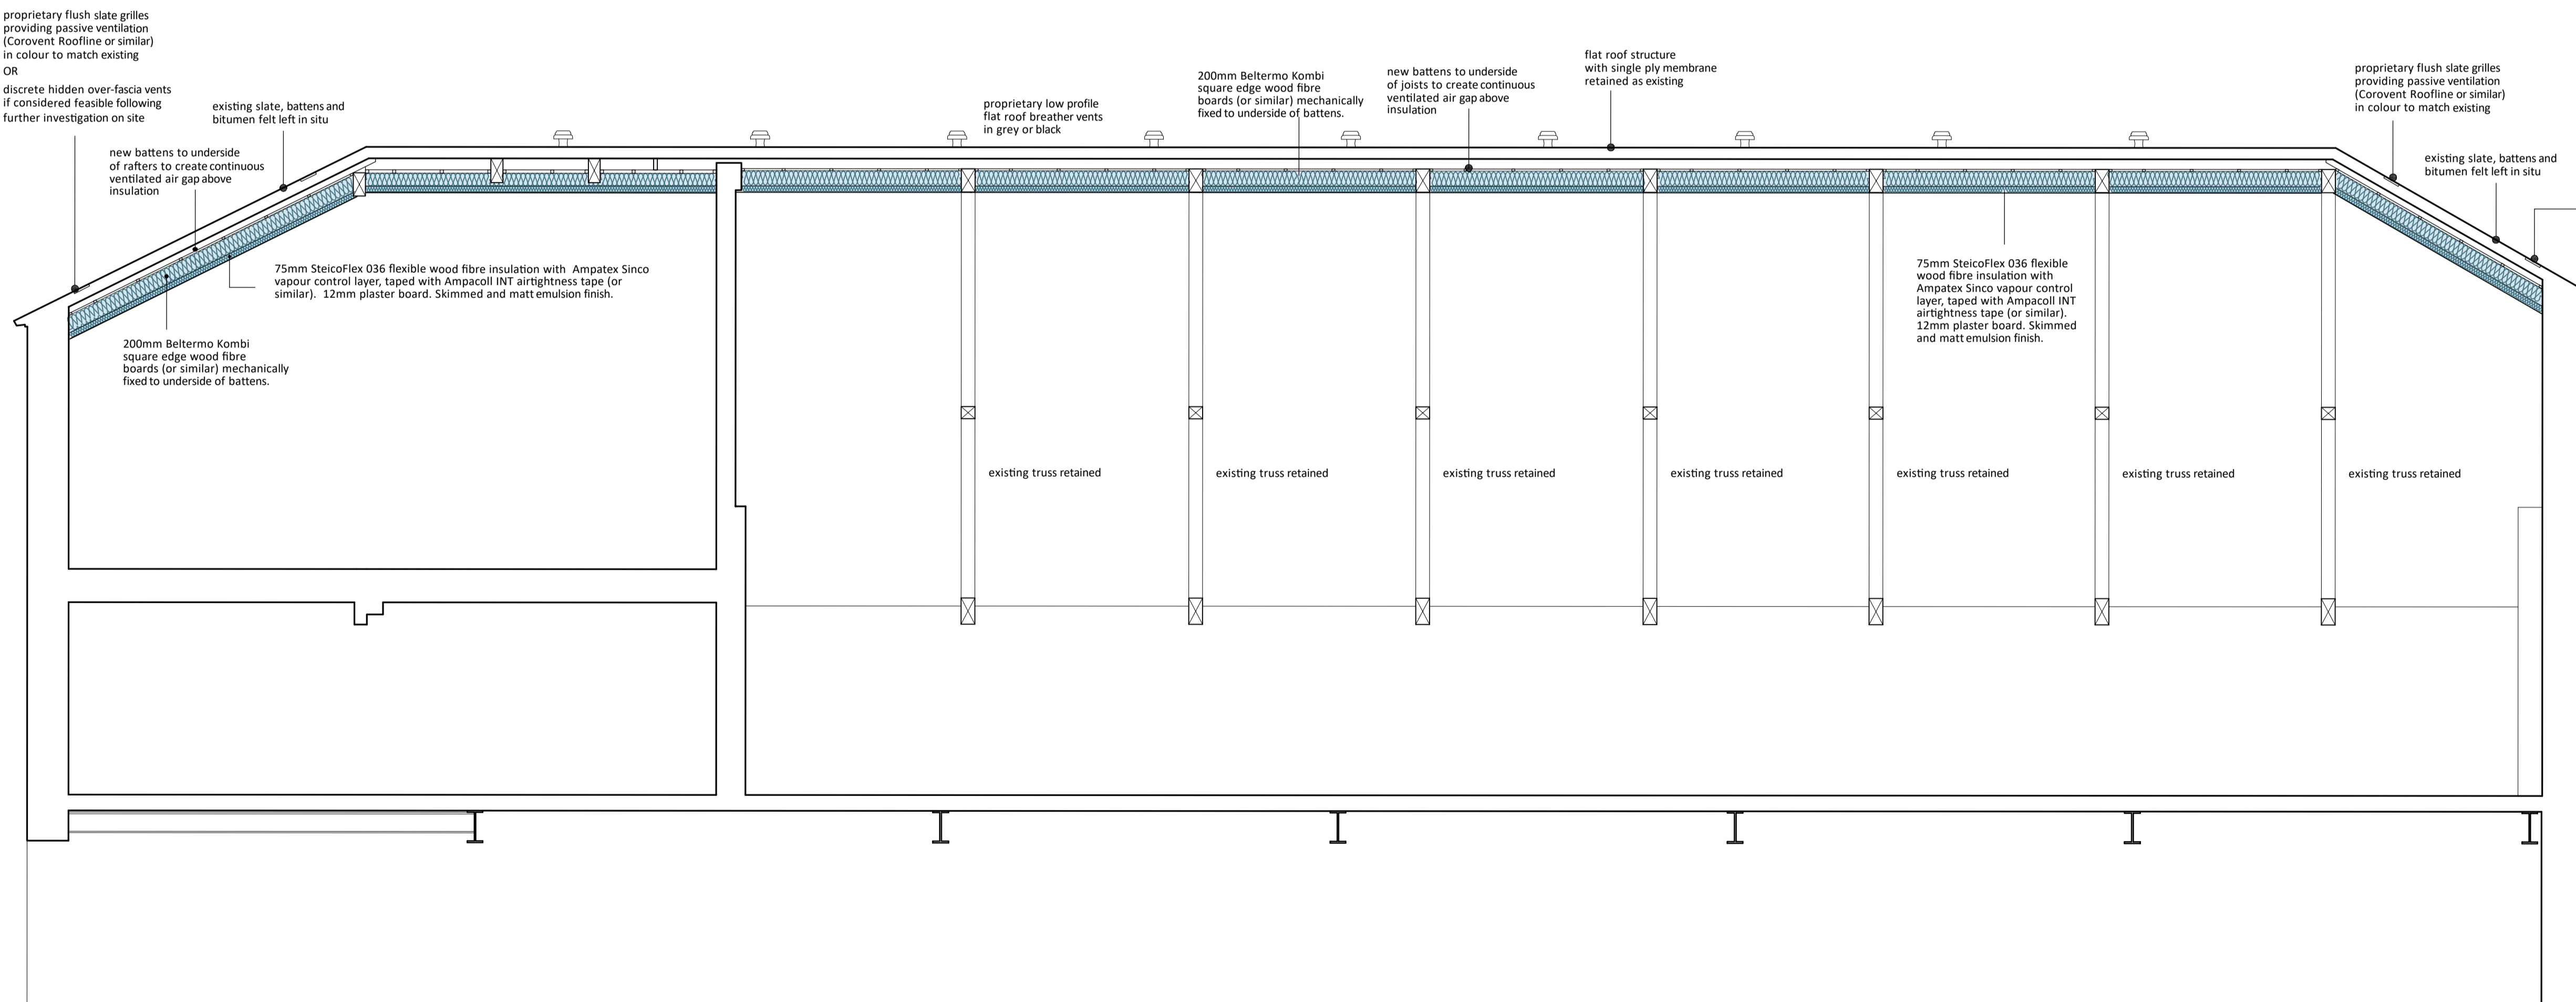 proprietary flush slate grilles
providing passive ventilation
(Corovent Roofline or similar)
in colour to match existing
OR
discrete hidden over-fascia vents
if considered feasible following
further investigation on site
existing slate, battens and
bitumen felt left in situ
new battens to underside
of rafters to create continuous
ventilated air gap above
insulation
75mm SteicoFlex 036 flexible wood fibre insulation with Ampatex Sinco
vapour control layer, taped with Ampacoll INT airtightness tape (or
similar). 12mm plaster board. Skimmed and matt emulsion finish.
200mm Beltermo Kombi
square edge wood fibre
boards (or similar) mechanically
fixed to underside of battens.
proprietary low profile
flat roof breather vents
in grey or black
200mm Beltermo Kombi
square edge wood fibre
boards (or similar) mechanically
fixed to underside of battens.
new battens to underside
of joists to create continuous
ventilated air gap above
insulation
flat roof structure
with single ply membrane
retained as existing
75mm SteicoFlex 036 flexible
wood fibre insulation with
Ampatex Sinco vapour control
layer, taped with Ampacoll INT
airtightness tape (or similar).
12mm plaster board. Skimmed
and matt emulsion finish.
proprietary flush slate grilles
providing passive ventilation
(Corovent Roofline or similar)
in colour to match existing
existing slate, battens and
bitumen felt left in situ
existing truss retained
existing truss retained
existing truss retained
existing truss retained
existing truss retained
existing truss retained
existing truss retained